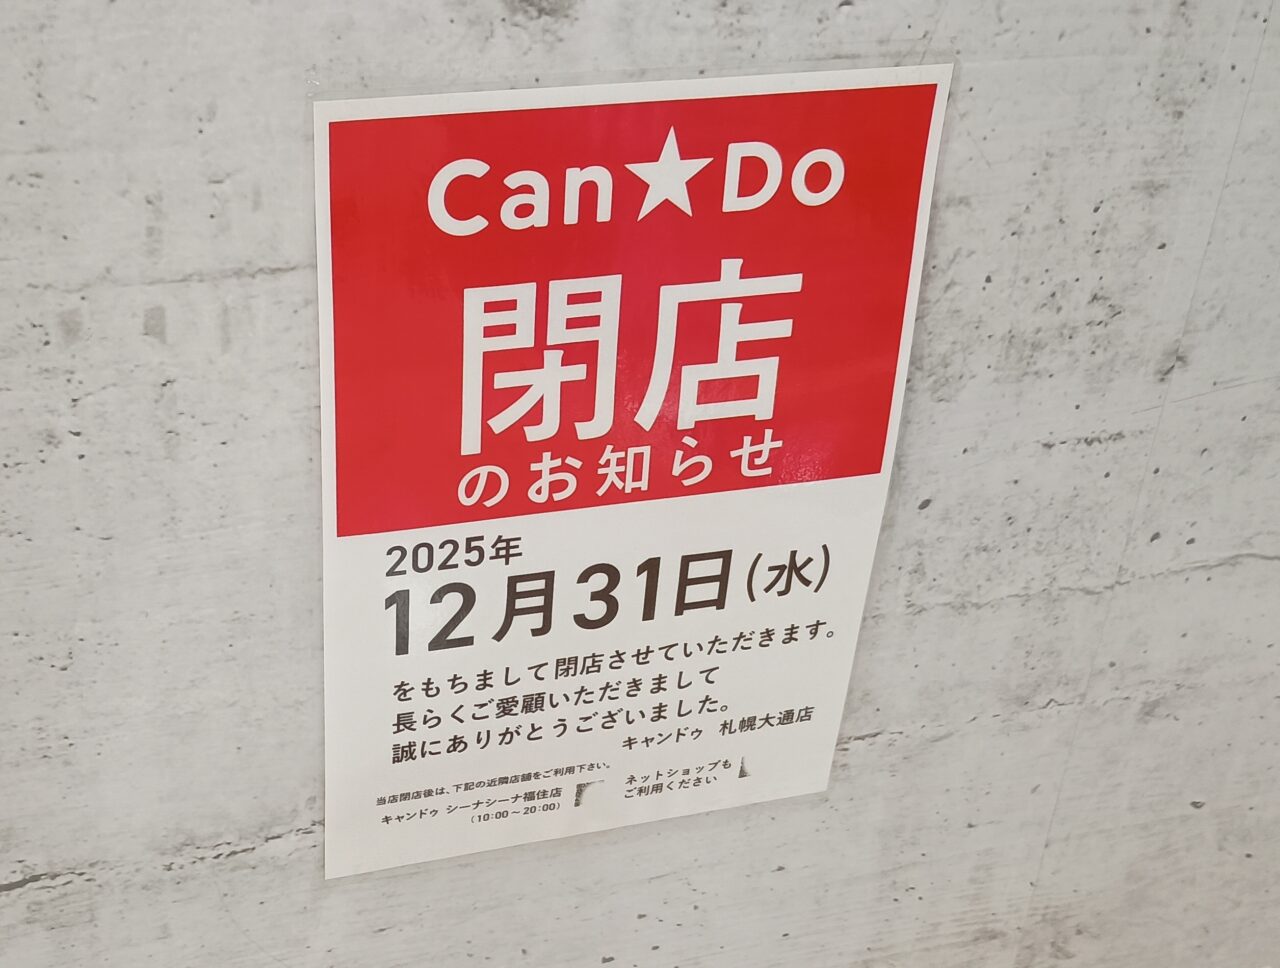 Can★Do
閉店
のお知らせ
2025年
12月31日(水)
をもちまして閉店させていただきます。
長らくご愛顧いただきまして
誠にありがとうございました。
キャンドゥ 札幌大通店
当店閉店後は、下記の近隣店舗をご利用下さい。
キャンドゥ シーナシーナ福住店
(10:00～20:00)
ネットショップも
ご利用ください